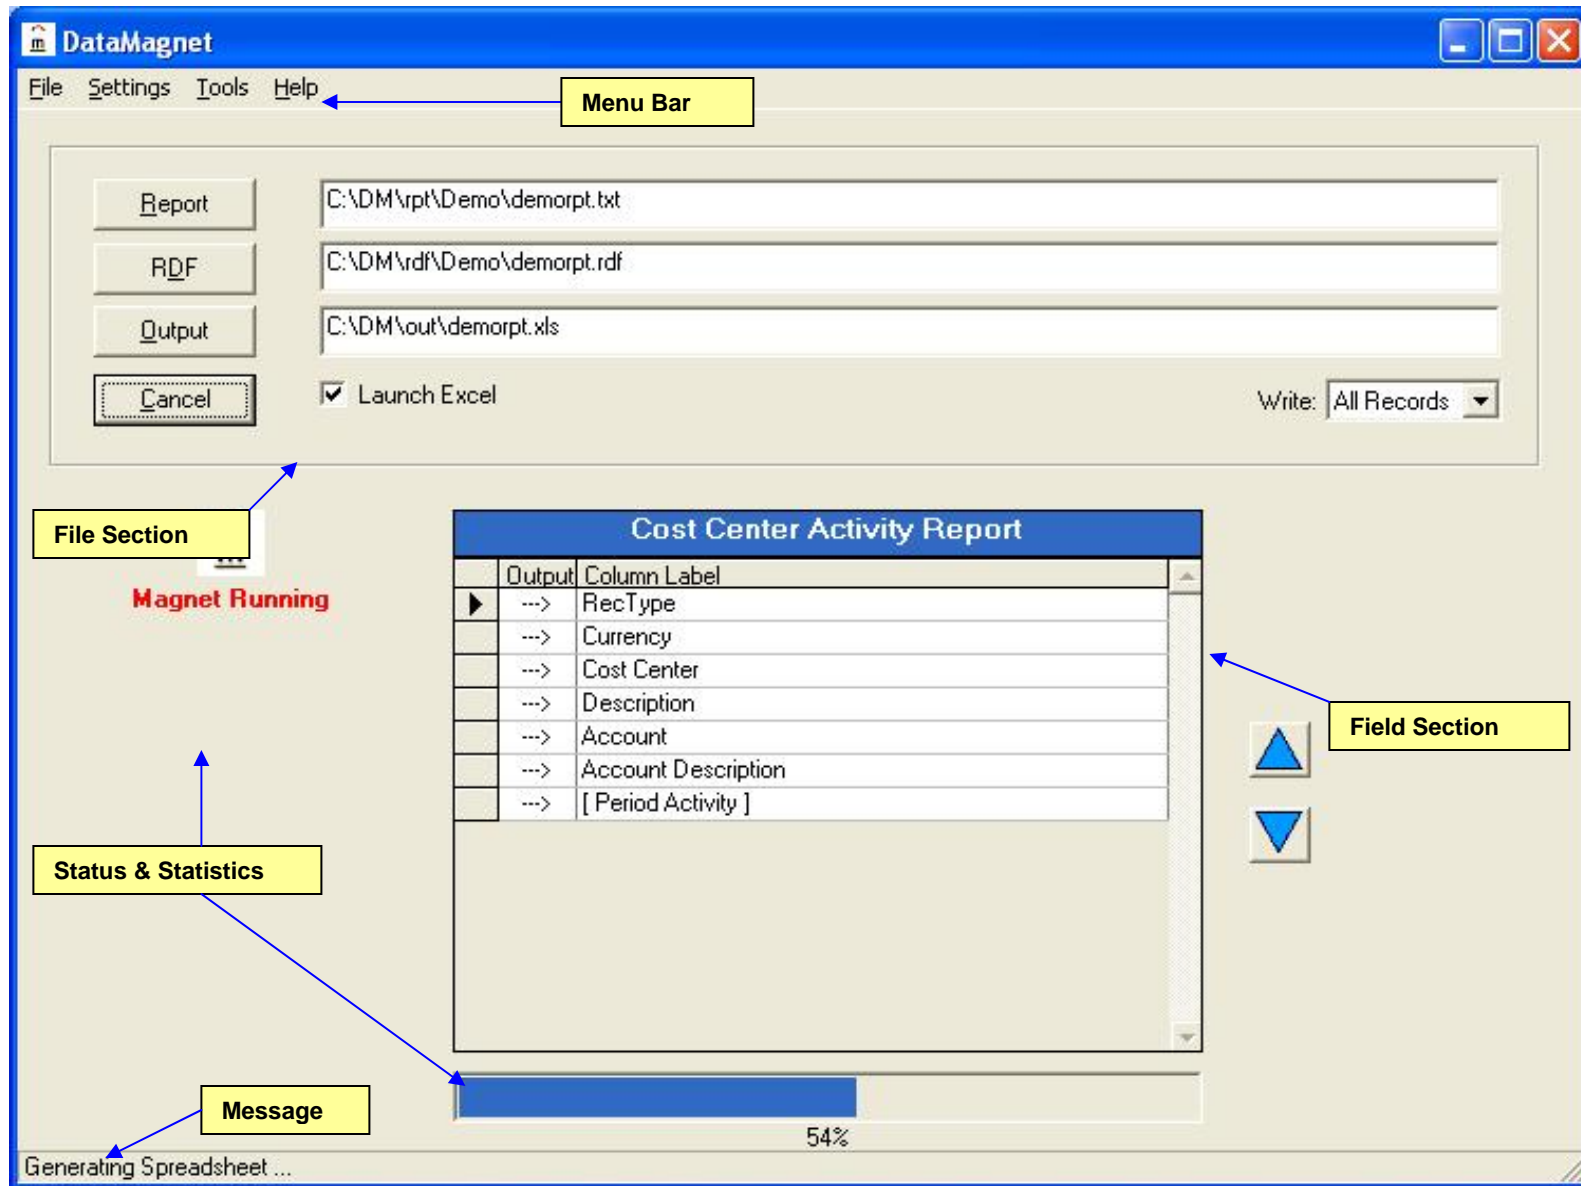 DataMagnet
File Settings Tools Help
Menu Bar
Report C:\DM\rpt\Demo\demorpt.txt
RDF C:\DM\rdf\Demo\demorpt.rdf
Output C:\DM\out\demorpt.xls
Cancel Launch Excel Write: All Records
File Section
Magnet Running
Cost Center Activity Report
Output Column Label
---> RecType
---> Currency
---> Cost Center
---> Description
---> Account
---> Account Description
---> [ Period Activity ]
Field Section
Status & Statistics
Message
54%
Generating Spreadsheet ...